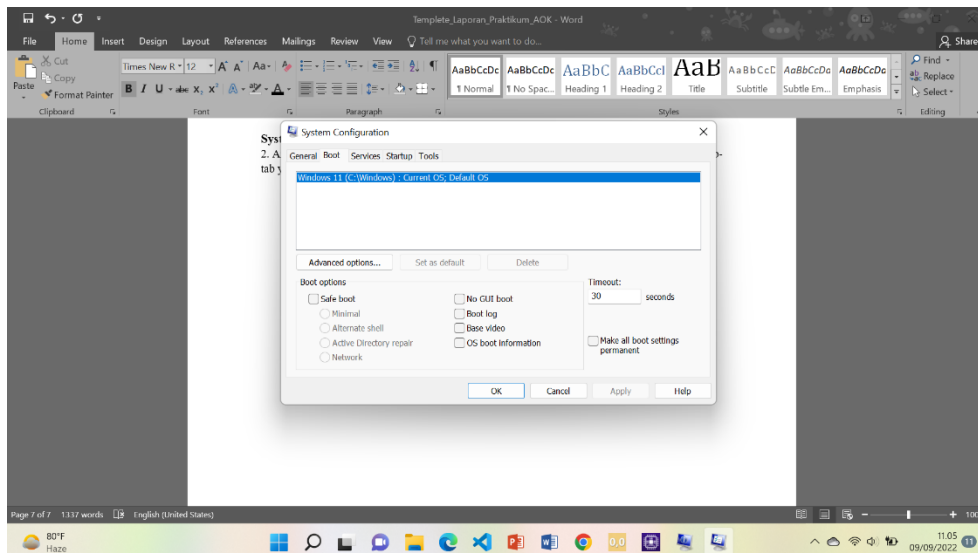 Templete_Laporan_Praktikum_AOK - Word
File Home Insert Design Layout References Mailings Review View Tell me what you want to do... Share
Paste
Cut
Copy
Format Painter
Clipboard
Times New R 12
Font
Paragraph
AaBbCcDc AaBbCcDc AaBbC AaBbCcI AaB AaBbCcD AaBbCcDc AaBbCcDc
¶ Normal ¶ No Spac... Heading 1 Heading 2 Title Subtitle Subtle Em... Emphasis
Styles
Find
Replace
Select
Editing
Sys
2. A
tab y
System Configuration
General Boot Services Startup Tools
Windows 11 (C:\Windows) : Current OS; Default OS
Advanced options... Set as default Delete
Boot options
Safe boot
Minimal
Alternate shell
Active Directory repair
Network
No GUI boot
Boot log
Base video
OS boot information
Timeout:
30 seconds
Make all boot settings
permanent
OK Cancel Apply Help
Page 7 of 7 1337 words English (United States)
100
80°F
Haze
11.05
09/09/2022